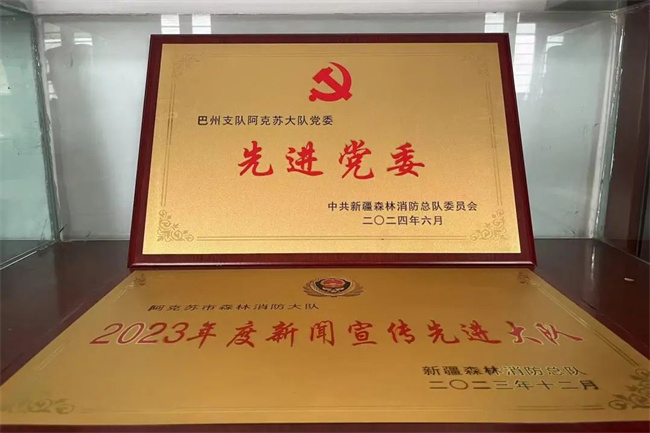 巴州支队阿克苏大队党委
先进党委
中共新疆森林消防总队委员会
二〇二四年六月
阿克苏市森林消防大队
2023年度新闻宣传先进大队
新疆森林消防总队
二〇二三年十二月